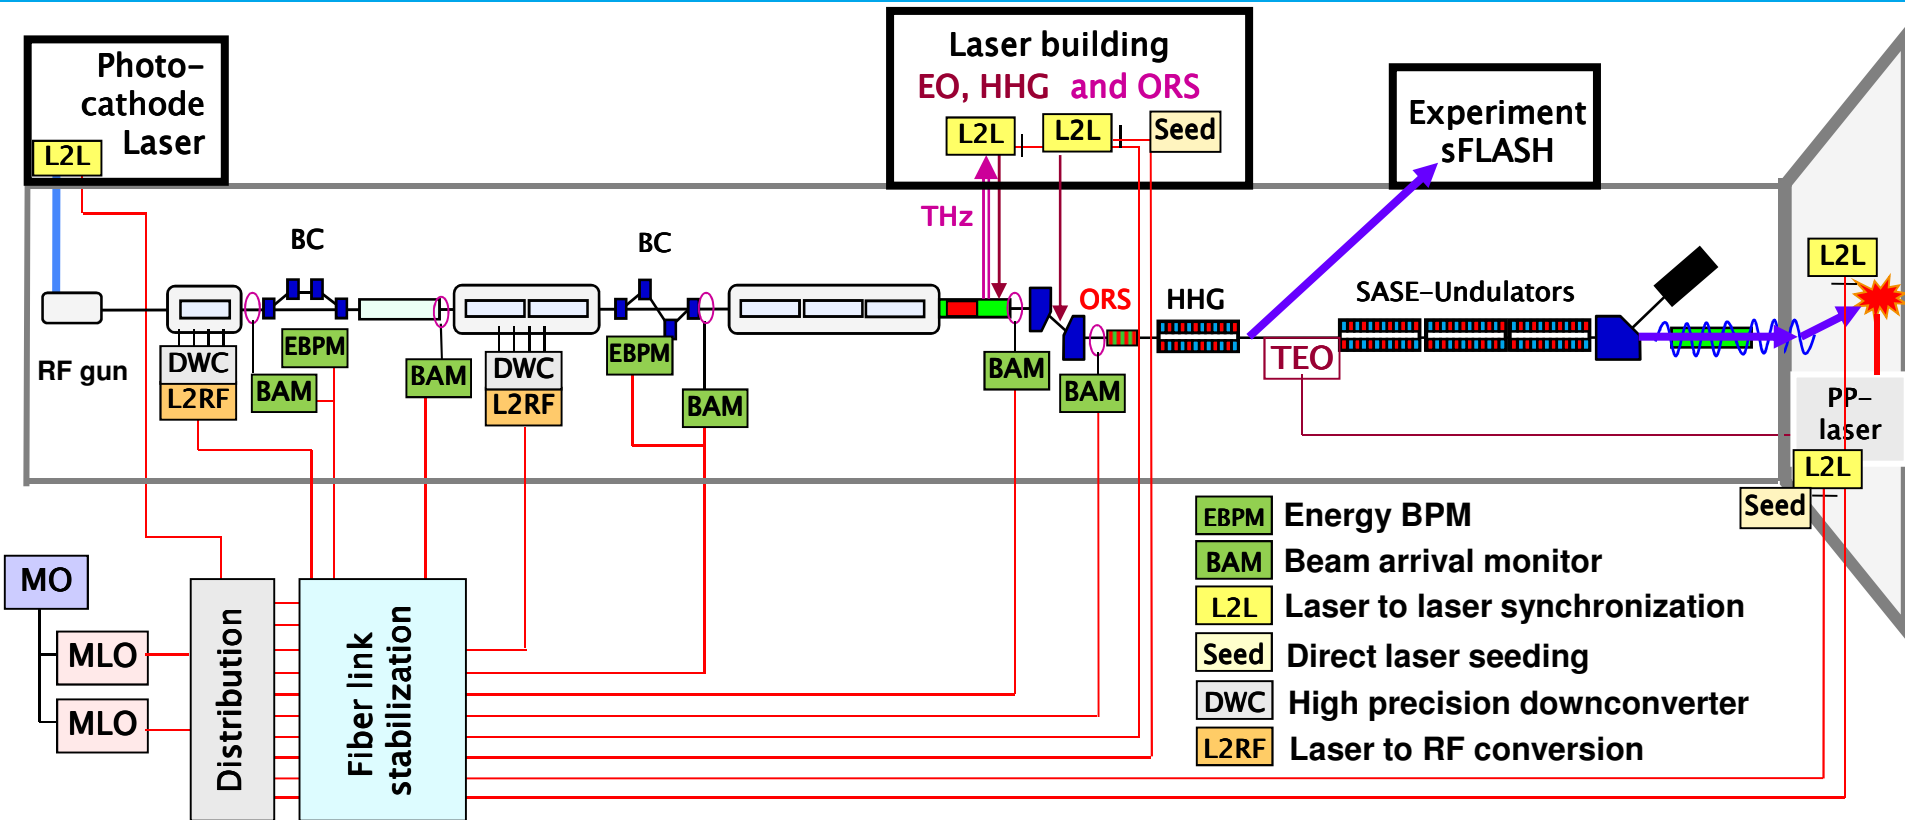 Photo-
cathode
Laser
L2L
Laser building
EO, HHG and ORS
L2L
L2L
Seed
Experiment
sFLASH
THz
BC
BC
L2L
ORS
HHG
SASE-Undulators
RF gun
DWC
L2RF
EBPM
BAM
BAM
DWC
L2RF
EBPM
BAM
BAM
BAM
TEO
PP-
laser
L2L
Seed
MO
MLO
MLO
Distribution
Fiber link
stabilization
EBPM Energy BPM
BAM Beam arrival monitor
L2L Laser to laser synchronization
Seed Direct laser seeding
DWC High precision downconverter
L2RF Laser to RF conversion